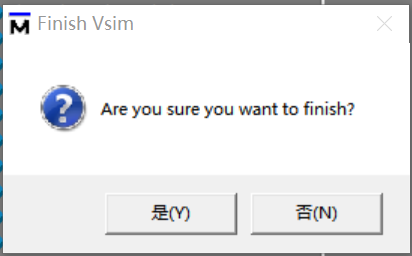 Finish Vsim
Are you sure you want to finish?
是(Y)
否(N)